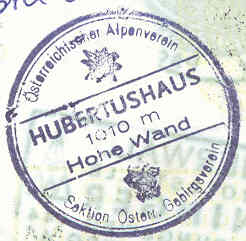 Österreichischer Alpenverein
HUBERTUSHAUS
1010 m
Hohe Wand
Sektion Österr. Gebirgsverein